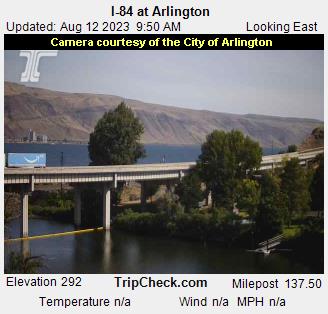 I-84 at Arlington
Updated: Aug 12 2023 9:50 AM Looking East
Camera courtesy of the City of Arlington
Elevation 292 TripCheck.com Milepost 137.50
Temperature n/a Wind n/a MPH n/a